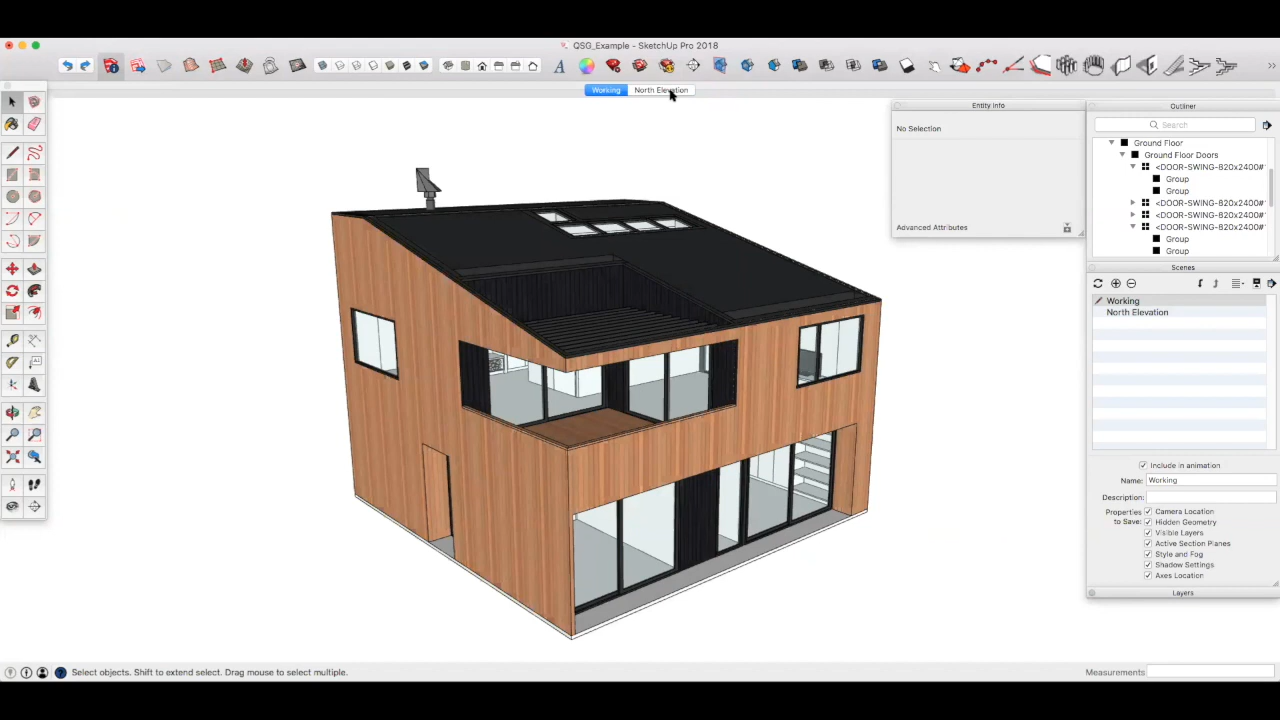 QSG_Example - SketchUp Pro 2018
Working
North Elevation
Entity Info
No Selection
Advanced Attributes
Outliner
Search
Ground Floor
Ground Floor Doors
<DOOR-SWING-820x2400#
Group
Group
<DOOR-SWING-820x2400#
<DOOR-SWING-820x2400#
<DOOR-SWING-820x2400#
Group
Group
Scenes
Working
North Elevation
Include in animation
Name: Working
Description:
Properties to Save:
Camera Location
Hidden Geometry
Visible Layers
Active Section Planes
Style and Fog
Shadow Settings
Axes Location
Layers
Select objects. Shift to extend select. Drag mouse to select multiple.
Measurements